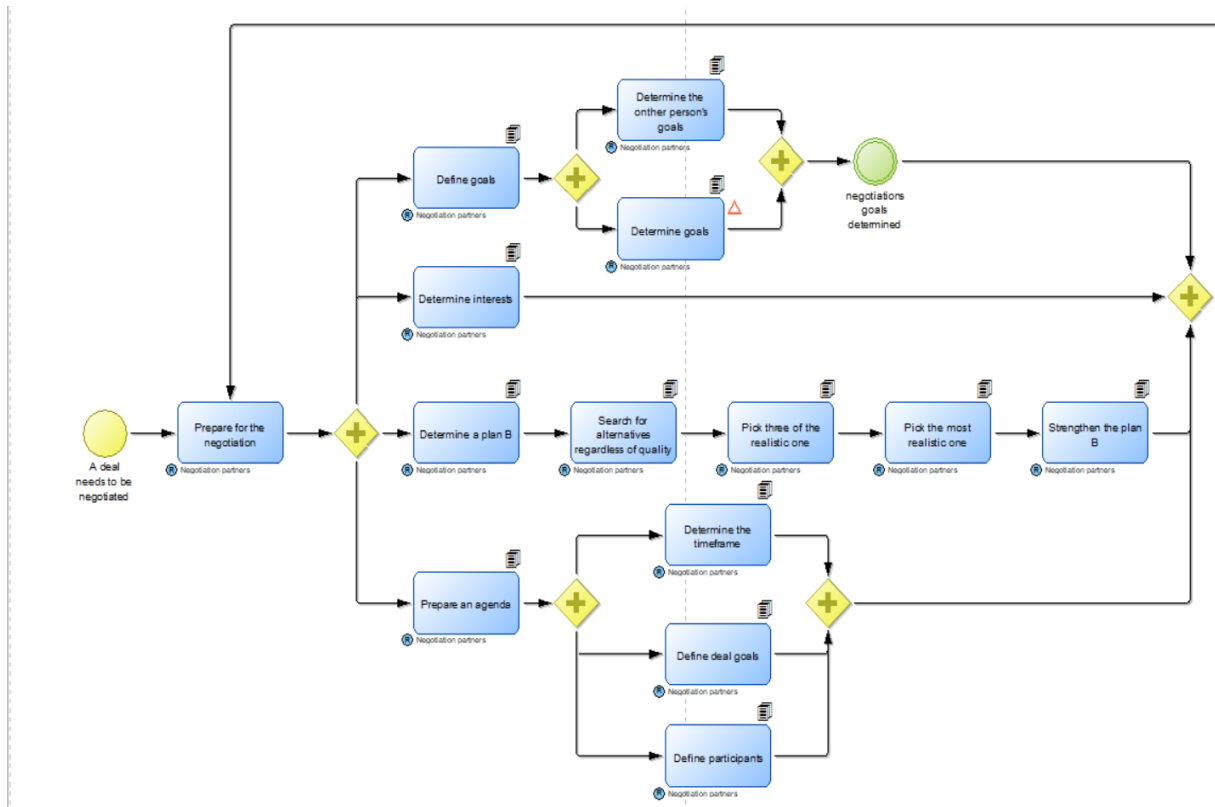 Determine the
onther person's
goals
R Negotiation partners
Define goals
R Negotiation partners
negotiations
goals
determined
Determine goals
R Negotiation partners
Determine interests
R Negotiation partners
A deal
needs to be
negotiated
Prepare for the
negotiation
R Negotiation partners
Determine a plan B
R Negotiation partners
Search for
alternatives
regardless of quality
R Negotiation partners
Pick three of the
realistic one
R Negotiation partners
Pick the most
realistic one
R Negotiation partners
Strengthen the plan
B
R Negotiation partners
Determine the
timeframe
R Negotiation partners
Prepare an agenda
R Negotiation partners
Define deal goals
R Negotiation partners
Define participants
R Negotiation partners